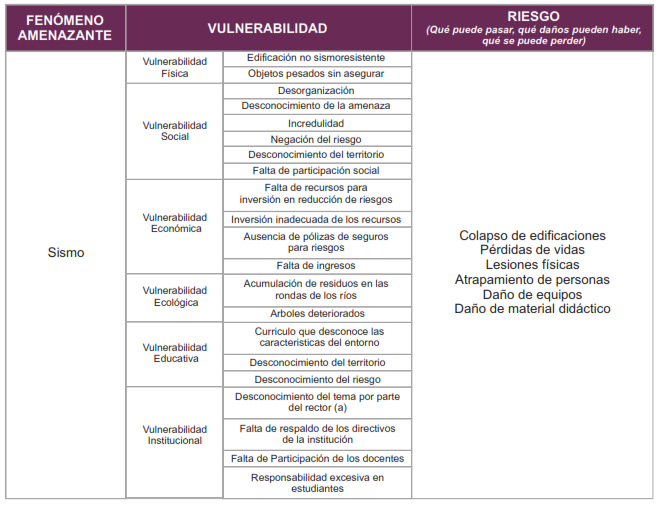 FENÓMENO
AMENAZANTE
VULNERABILIDAD
RIESGO
(Qué puede pasar, qué daños pueden haber,
qué se puede perder)
Sismo
Vulnerabilidad
Física
Edificación no sismoresistente
Objetos pesados sin asegurar
Vulnerabilidad
Social
Desorganización
Desconocimiento de la amenaza
Incredulidad
Negación del riesgo
Desconocimiento del territorio
Falta de participación social
Vulnerabilidad
Económica
Falta de recursos para
inversión en reducción de riesgos
Inversión inadecuada de los recursos
Ausencia de pólizas de seguros
para riesgos
Falta de ingresos
Vulnerabilidad
Ecológica
Acumulación de residuos en las
rondas de los ríos
Arboles deteriorados
Vulnerabilidad
Educativa
Curriculo que desconoce las
caracteristicas del entorno
Desconocimiento del territorio
Desconocimiento del riesgo
Vulnerabilidad
Institucional
Desconocimiento del tema por parte
del rector (a)
Falta de respaldo de los directivos
de la institución
Falta de Participación de los docentes
Responsabilidad excesiva en
estudiantes
Colapso de edificaciones
Pérdidas de vidas
Lesiones físicas
Atrapamiento de personas
Daño de equipos
Daño de material didáctico